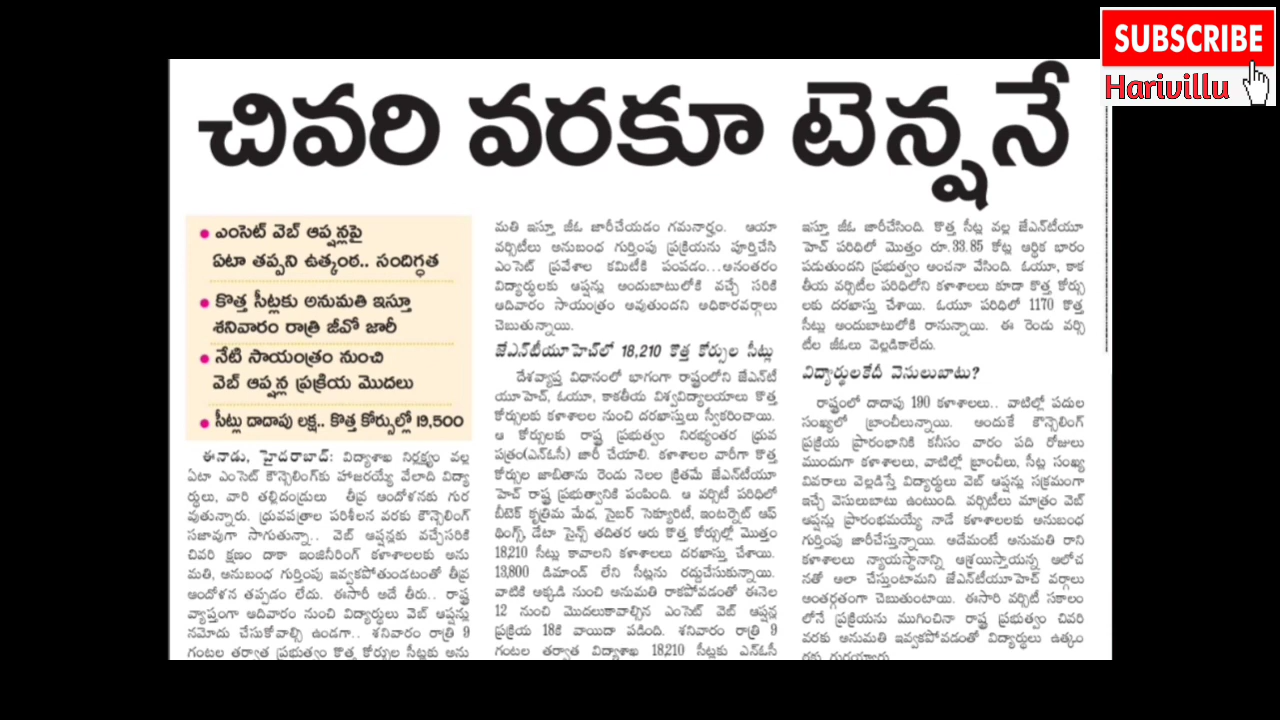 SUBSCRIBE
Harivillu
చివరి వరకూ టెన్షనే
• ఎంసెట్ వెబ్ ఆప్షన్లపై
ఏటా తప్పని ఉత్కంఠ.. సందిగ్ధత
• కొత్త సీట్లకు అనుమతి ఇస్తూ
శనివారం రాత్రి జీవో జారీ
• నేటి సాయంత్రం నుంచి
వెబ్ ఆప్షన్ల ప్రక్రియ మొదలు
• సీట్లు దాదాపు లక్ష.. కొత్త కోర్సుల్లో 19,500
ఈనాడు, హైదరాబాద్: విద్యాశాఖ నిర్లక్ష్యం వల్ల
ఏటా ఎంసెట్ కౌన్సెలింగ్‌కు హాజరయ్యే వేలాది విద్యా
ర్థులు, వారి తల్లిదండ్రులు తీవ్ర ఆందోళనకు గుర
వుతున్నారు. ధ్రువపత్రాల పరిశీలన వరకు కౌన్సెలింగ్
సజావుగా సాగుతున్నా.. వెబ్ ఆప్షన్లకు వచ్చేసరికి
చివరి క్షణం దాకా ఇంజినీరింగ్ కళాశాలలకు అను
మతి, అనుబంధ గుర్తింపు ఇవ్వకపోతుండటంతో తీవ్ర
ఆందోళన తప్పడం లేదు. ఈసారీ అదే తీరు.. రాష్ట్ర
వ్యాప్తంగా ఆదివారం నుంచి విద్యార్థులు వెబ్ ఆప్షన్లు
నమోదు చేసుకోవాల్సి ఉండగా.. శనివారం రాత్రి 9
గంటల తర్వాత ప్రభుత్వం కొత్త కోర్సుల సీట్లకు అను
మతి ఇస్తూ జీఓ జారీచేయడం గమనార్హం. ఆయా
వర్సిటీలు అనుబంధ గుర్తింపు ప్రక్రియను పూర్తిచేసి
ఎంసెట్ ప్రవేశాల కమిటీకి పంపడం...అనంతరం
విద్యార్థులకు ఆప్షన్లు అందుబాటులోకి వచ్చే సరికి
ఆదివారం సాయంత్రం అవుతుందని అధికారవర్గాలు
చెబుతున్నాయి.
జేఎన్‌టీయూహెచ్‌లో 18,210 కొత్త కోర్సుల సీట్లు
దేశవ్యాప్త విధానంలో భాగంగా రాష్ట్రంలోని జేఎన్‌టీ
యూహెచ్, ఓయూ, కాకతీయ విశ్వవిద్యాలయాలు కొత్త
కోర్సులకు కళాశాలల నుంచి దరఖాస్తులు స్వీకరించాయి.
ఆ కోర్సులకు రాష్ట్ర ప్రభుత్వం నిరభ్యంతర ధ్రువ
పత్రం(ఎన్ఓసీ) జారీ చేయాలి. కళాశాలల వారీగా కొత్త
కోర్సుల జాబితాను రెండు నెలల క్రితమే జేఎన్‌టీయూ
హెచ్ రాష్ట్ర ప్రభుత్వానికి పంపింది. ఆ వర్సిటీ పరిధిలో
బీటెక్ కృత్రిమ మేధ, సైబర్ సెక్యూరిటీ, ఇంటర్నెట్ ఆఫ్
థింగ్స్, డేటా సైన్స్ తదితర ఆరు కొత్త కోర్సుల్లో మొత్తం
18,210 సీట్లు కావాలని కళాశాలలు దరఖాస్తు చేశాయి.
13,800 డిమాండ్ లేని సీట్లను రద్దుచేసుకున్నాయి.
వాటికి అక్కడి నుంచి అనుమతి రాకపోవడంతో ఈనెల
12 నుంచి మొదలుకావాల్సిన ఎంసెట్ వెబ్ ఆప్షన్ల
ప్రక్రియ 18కి వాయిదా పడింది. శనివారం రాత్రి 9
గంటల తర్వాత విద్యాశాఖ 18,210 సీట్లకు ఎన్ఓసీ
ఇస్తూ జీఓ జారీచేసింది. కొత్త సీట్ల వల్ల జేఎన్‌టీయూ
హెచ్ పరిధిలో మొత్తం రూ.33.85 కోట్ల ఆర్థిక భారం
పడుతుందని ప్రభుత్వం అంచనా వేసింది. ఓయూ, కాక
తీయ వర్సిటీల పరిధిలోని కళాశాలలు కూడా కొత్త కోర్సు
లకు దరఖాస్తు చేశాయి. ఓయూ పరిధిలో 1170 కొత్త
సీట్లు అందుబాటులోకి రానున్నాయి. ఈ రెండు వర్సి
టీల జీఓలు వెల్లడికాలేదు.
విద్యార్థులకేదీ వెసులుబాటు?
రాష్ట్రంలో దాదాపు 190 కళాశాలలు.. వాటిల్లో పదుల
సంఖ్యలో బ్రాంచీలున్నాయి. అందుకే కౌన్సెలింగ్
ప్రక్రియ ప్రారంభానికి కనీసం వారం పది రోజులు
ముందుగా కళాశాలలు, వాటిల్లో బ్రాంచీలు, సీట్ల సంఖ్య
వివరాలు వెల్లడిస్తే విద్యార్థులు వెబ్ ఆప్షన్లు సక్రమంగా
ఇచ్చే వెసులుబాటు ఉంటుంది. వర్సిటీలు మాత్రం వెబ్
ఆప్షన్లు ప్రారంభమయ్యే నాడే కళాశాలలకు అనుబంధ
గుర్తింపు జారీచేస్తున్నాయి. అదేమంటే అనుమతి రాని
కళాశాలలు న్యాయస్థానాన్ని ఆశ్రయిస్తాయన్న ఆలోచ
నతో అలా చేస్తుంటామని జేఎన్‌టీయూహెచ్ వర్గాలు
అంతర్గతంగా చెబుతుంటాయి. ఈసారి వర్సిటీ సకాలం
లోనే ప్రక్రియను ముగించినా రాష్ట్ర ప్రభుత్వం చివరి
వరకు అనుమతి ఇవ్వకపోవడంతో విద్యార్థులు ఉత్కం
ఠకు గురయ్యారు.